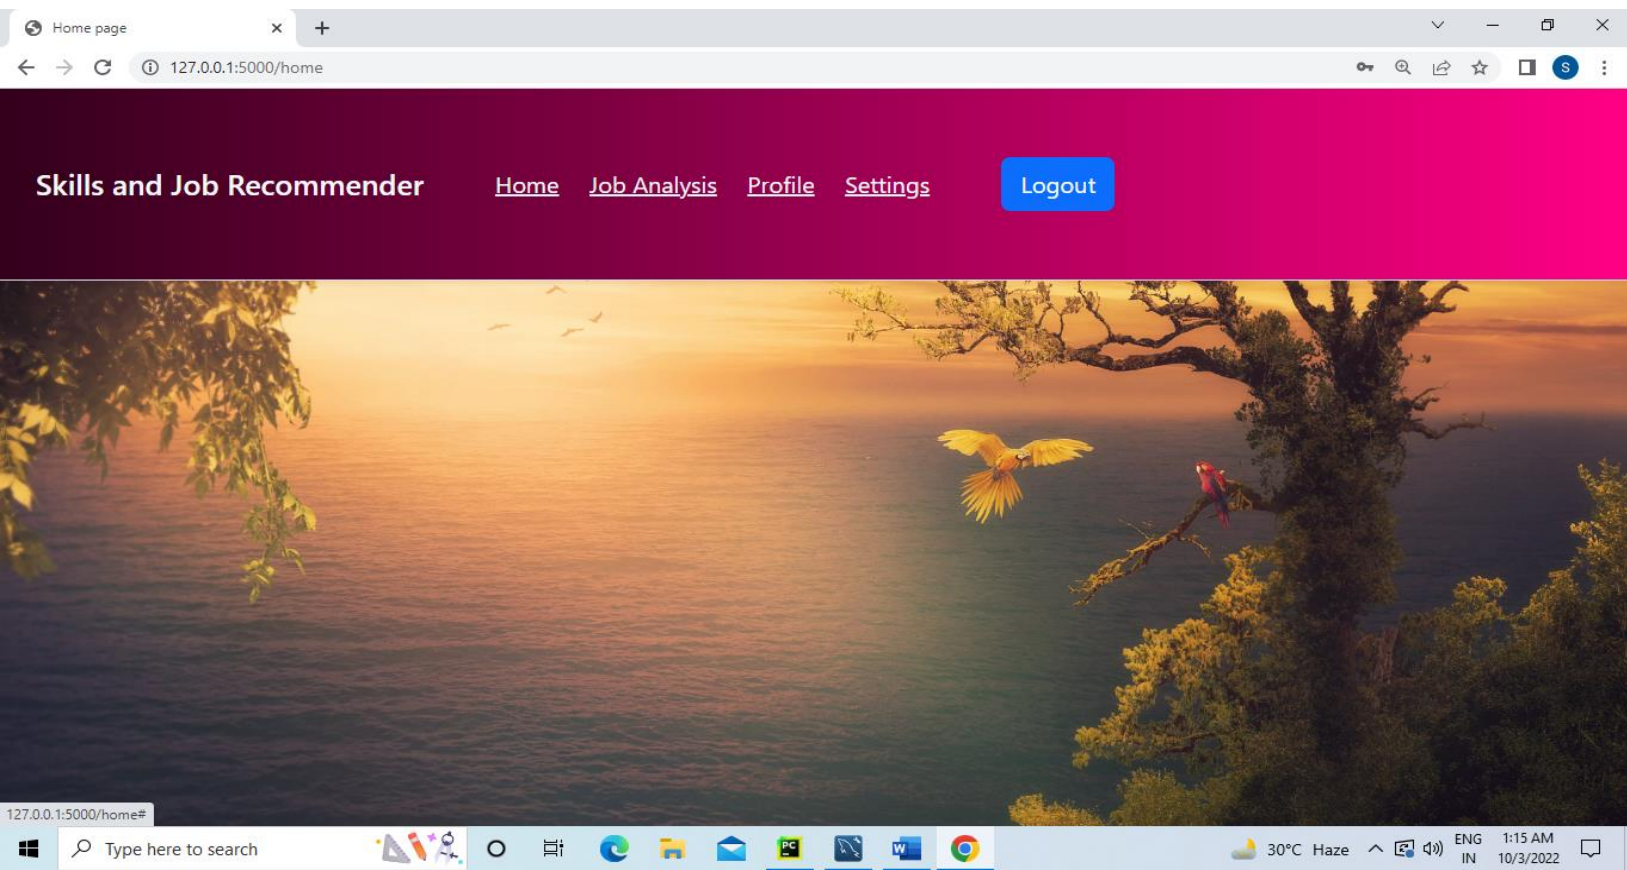 Home page
127.0.0.1:5000/home
S
Skills and Job Recommender Home Job Analysis Profile Settings Logout
127.0.0.1:5000/home#
Type here to search
PC
W
30°C Haze
ENG
IN
1:15 AM
10/3/2022